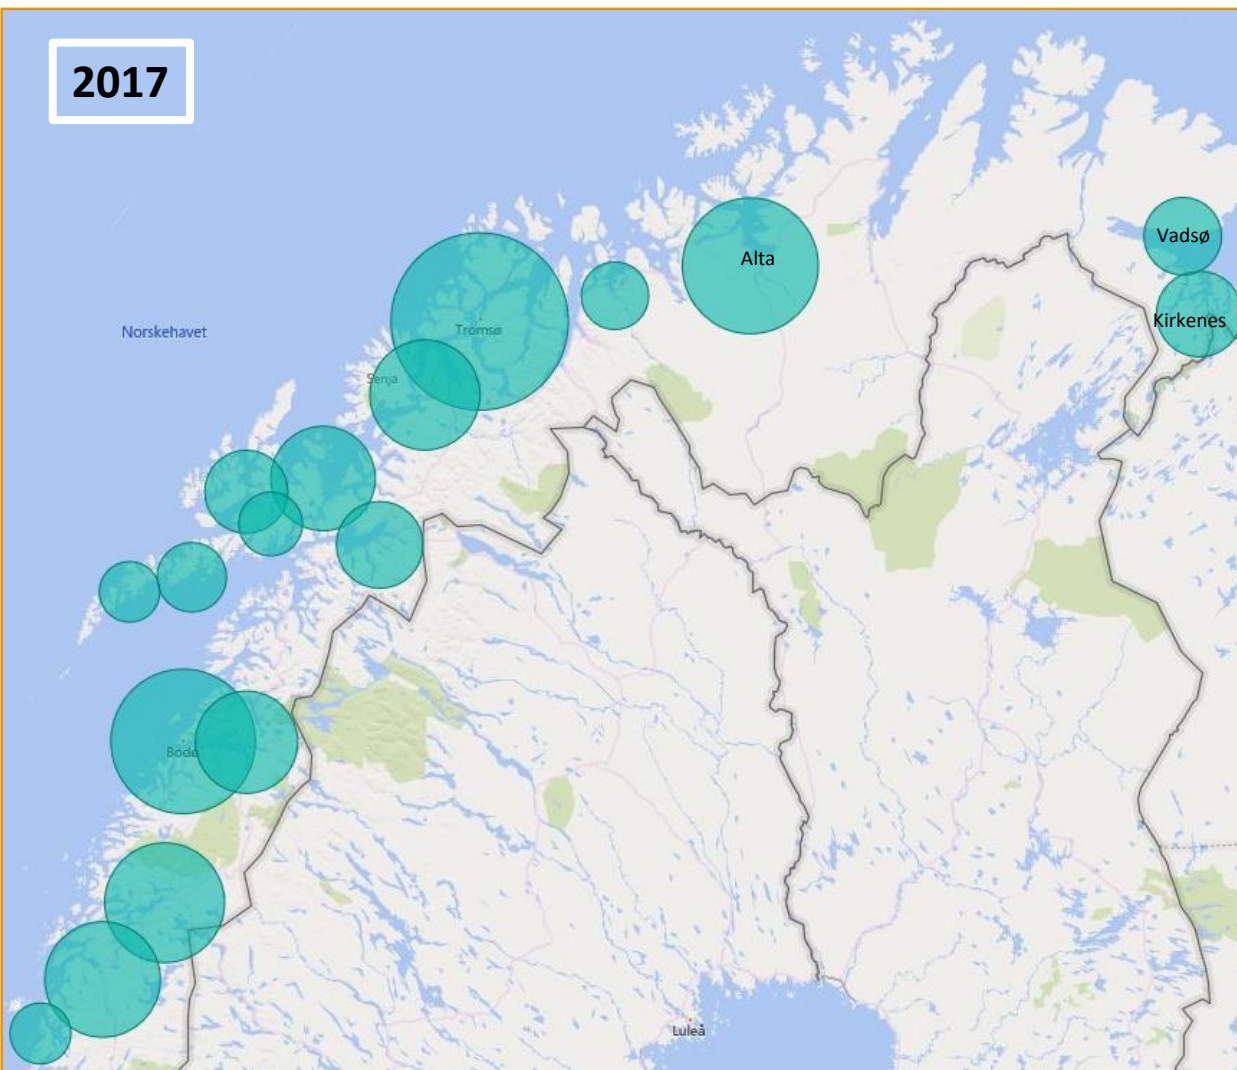 2017
Vadsø
Alta
Kirkenes
Tromsø
Norskehavet
Senja
Bodø
Luleå